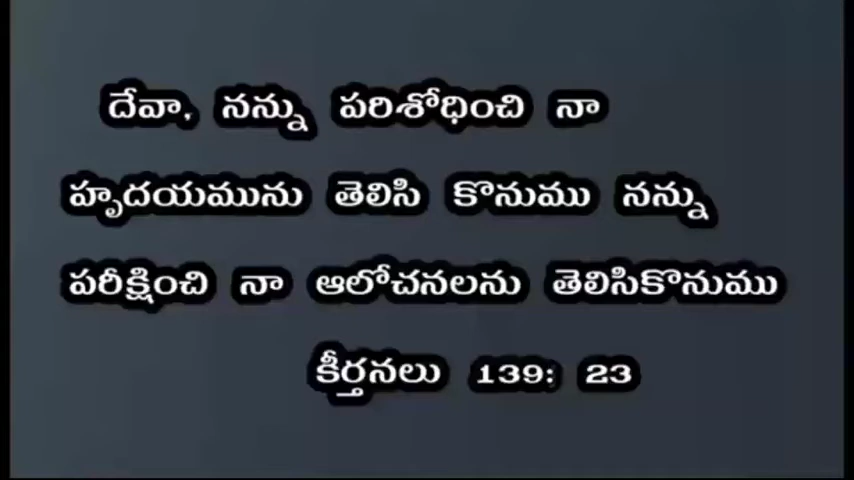 దేవా, నన్ను పరిశోధించి నా
హృదయమును తెలిసి కొనుము నన్ను
పరీక్షించి నా ఆలోచనలను తెలిసికొనుము
కీర్తనలు 139: 23